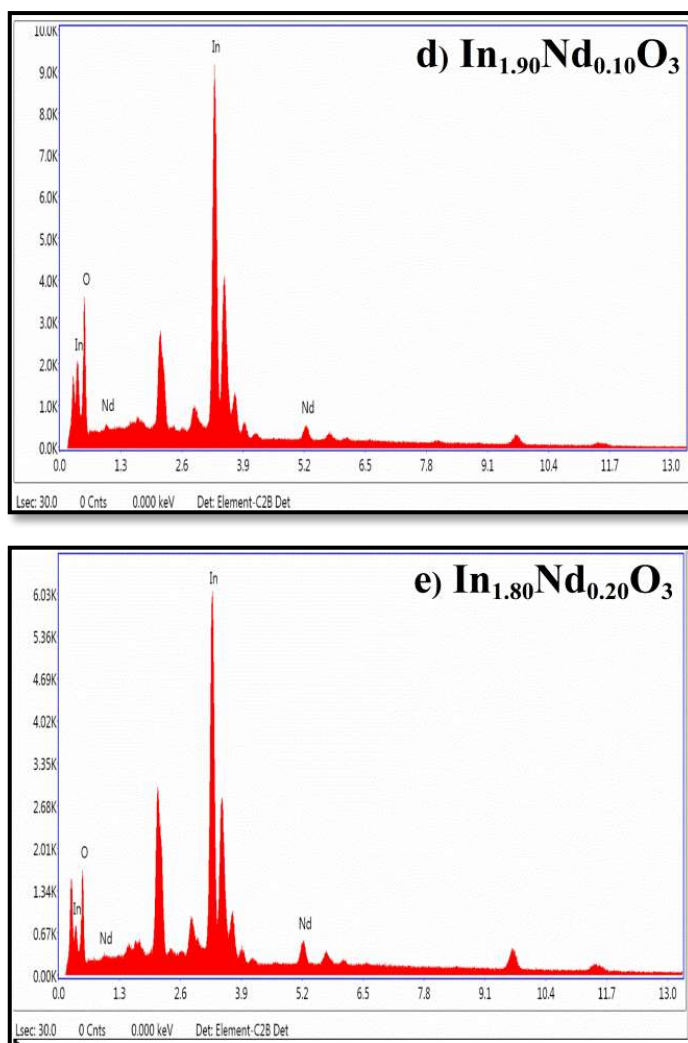 10.0K
In
d) In1.90Nd0.10O3
9.0K
8.0K
7.0K
6.0K
5.0K
4.0K
O
3.0K
In
2.0K
Nd
Nd
1.0K
0.0K
0.0 1.3 2.6 3.9 5.2 6.5 7.8 9.1 10.4 11.7 13.0
Lsec: 30.0 0 Cnts 0.000 keV Det: Element-C2B Det
In
e) In1.80Nd0.20O3
6.03K
5.36K
4.69K
4.02K
3.35K
2.68K
2.01K
O
1.34K
In
Nd
Nd
0.67K
0.00K
0.0 1.3 2.6 3.9 5.2 6.5 7.8 9.1 10.4 11.7 13.0
Lsec: 30.0 0 Cnts 0.000 keV Det: Element-C2B Det